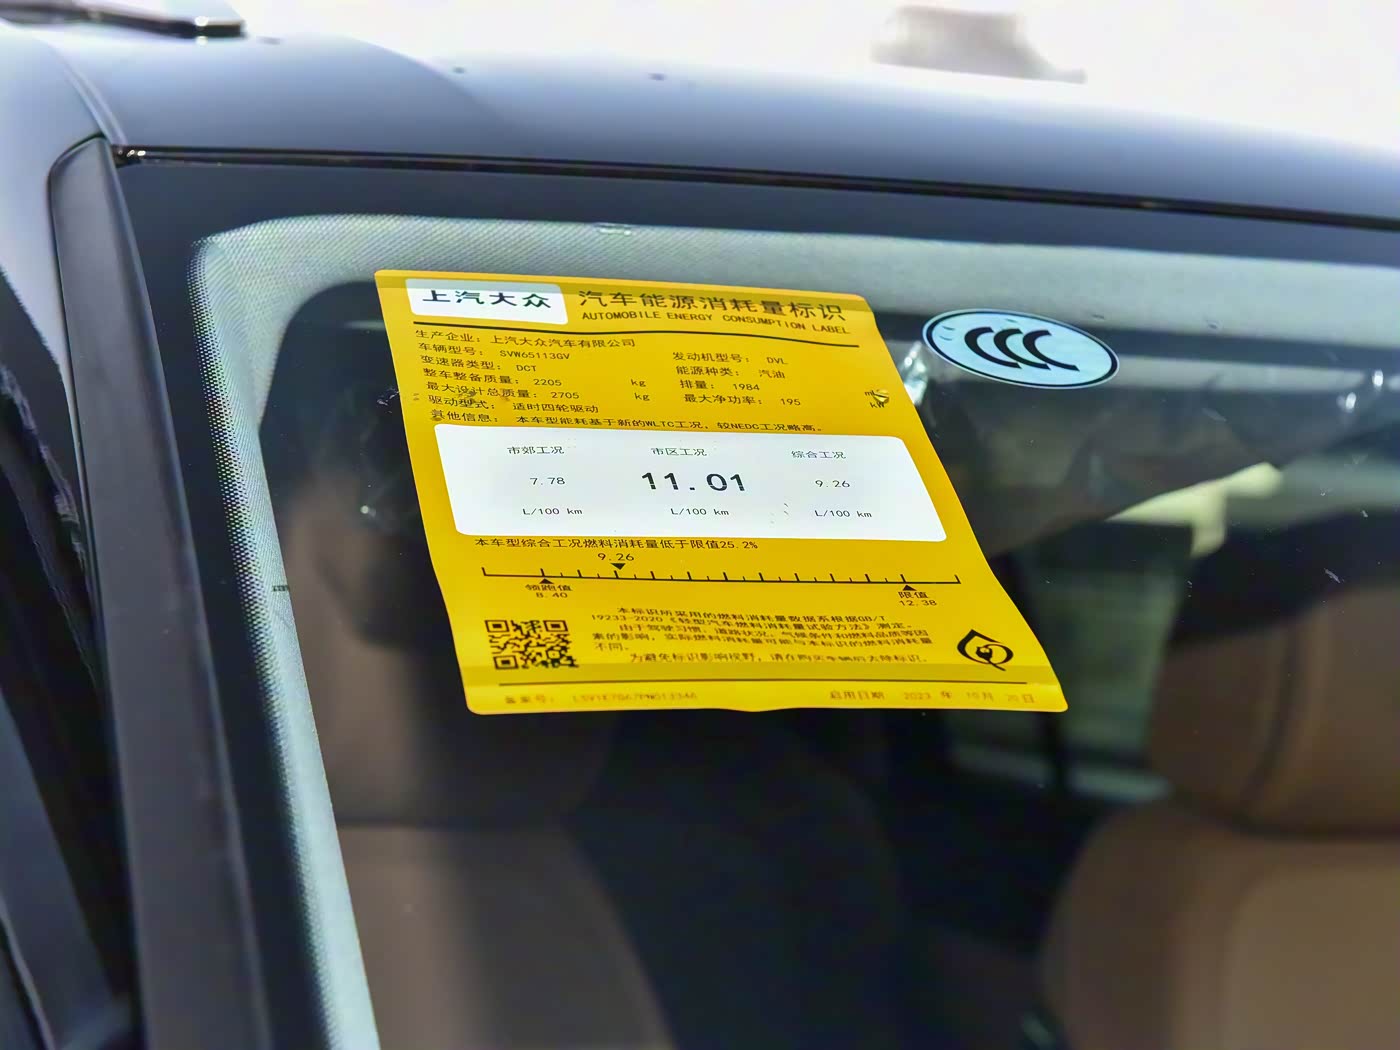 上汽大众
汽车能源消耗量标识
AUTOMOBILE ENERGY CONSUMPTION LABEL
生产企业：上汽大众汽车有限公司
车辆型号： SVW65113GV 发动机型号： DVL
变速器类型： DCT 能源种类： 汽油
整车整备质量： 2205 kg 排量： 1984 mL
最大设计总质量： 2705 kg 最大净功率： 195 kW
驱动型式： 适时四轮驱动
其他信息： 本车型能耗基于新的WLTC工况，较NEDC工况略高。
市郊工况 市区工况 综合工况
7.78 11.01 9.26
L/100 km L/100 km L/100 km
本车型综合工况燃料消耗量低于限值25.2%
9.26
领跑值 限值
8.40 12.38
本标识所采用的燃料消耗量数据系根据GB/T
19233-2020《轻型汽车燃料消耗量试验方法》测定。
由于驾驶习惯、道路状况、气候条件和燃料品质等因
素的影响，实际燃料消耗量可能与本标识的燃料消耗量
不同。
为避免标识影响视野，请在购买车辆后去除标识。
备案号： 启用日期 2023 年 10月 20日
CCC